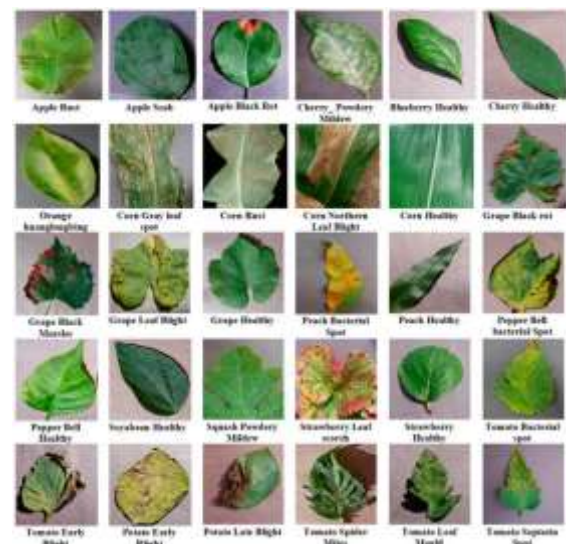 Apple Rust
Apple Scab
Apple Black Rot
Cherry_ Powdery
Mildew
Blueberry Healthy
Cherry Healthy
Orange
huanglongbing
Corn Gray leaf
spot
Corn Rust
Corn Northern
Leaf Blight
Corn Healthy
Grape Black rot
Grape Black
Measles
Grape Leaf Blight
Grape Healthy
Peach Bacterial
Spot
Peach Healthy
Pepper Bell
bacterial Spot
Pepper Bell
Healthy
Soyabean Healthy
Squash Powdery
Mildew
Strawberry Leaf
scorch
Strawberry
Healthy
Tomato Bacterial
spot
Tomato Early
Blight
Potato Early
Blight
Potato Late Blight
Tomato Spider
Mites
Tomato Leaf
Mould
Tomato Septoria
Spot